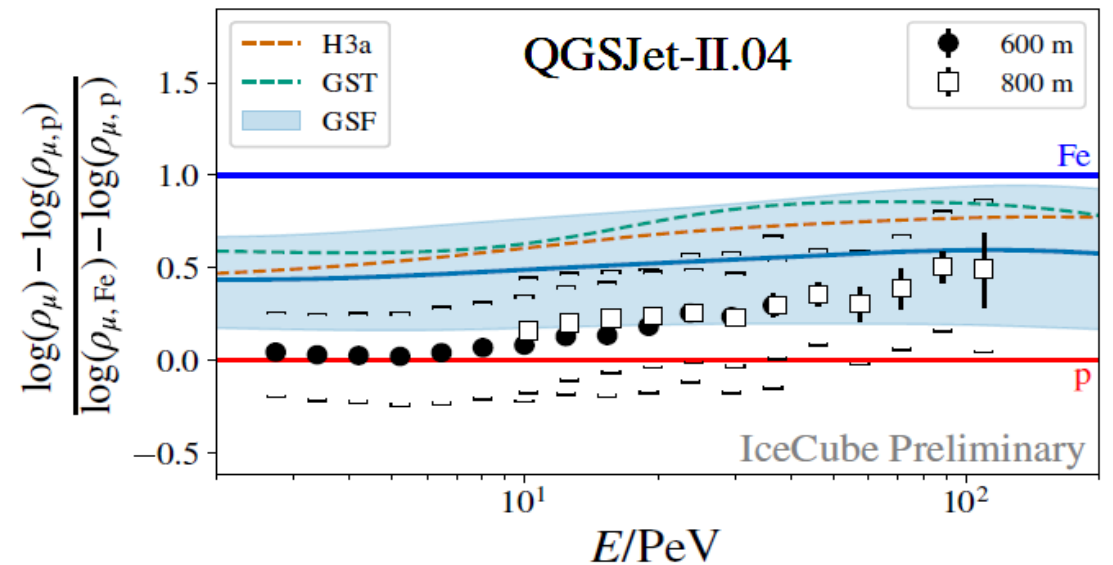 H3a
GST
GSF
QGSJet-II.04
600 m
800 m
log(ρμ) − log(ρμ, p)
log(ρμ, Fe) − log(ρμ, p)
1.5
1.0
0.5
0.0
−0.5
Fe
p
IceCube Preliminary
10¹ 10²
E/PeV